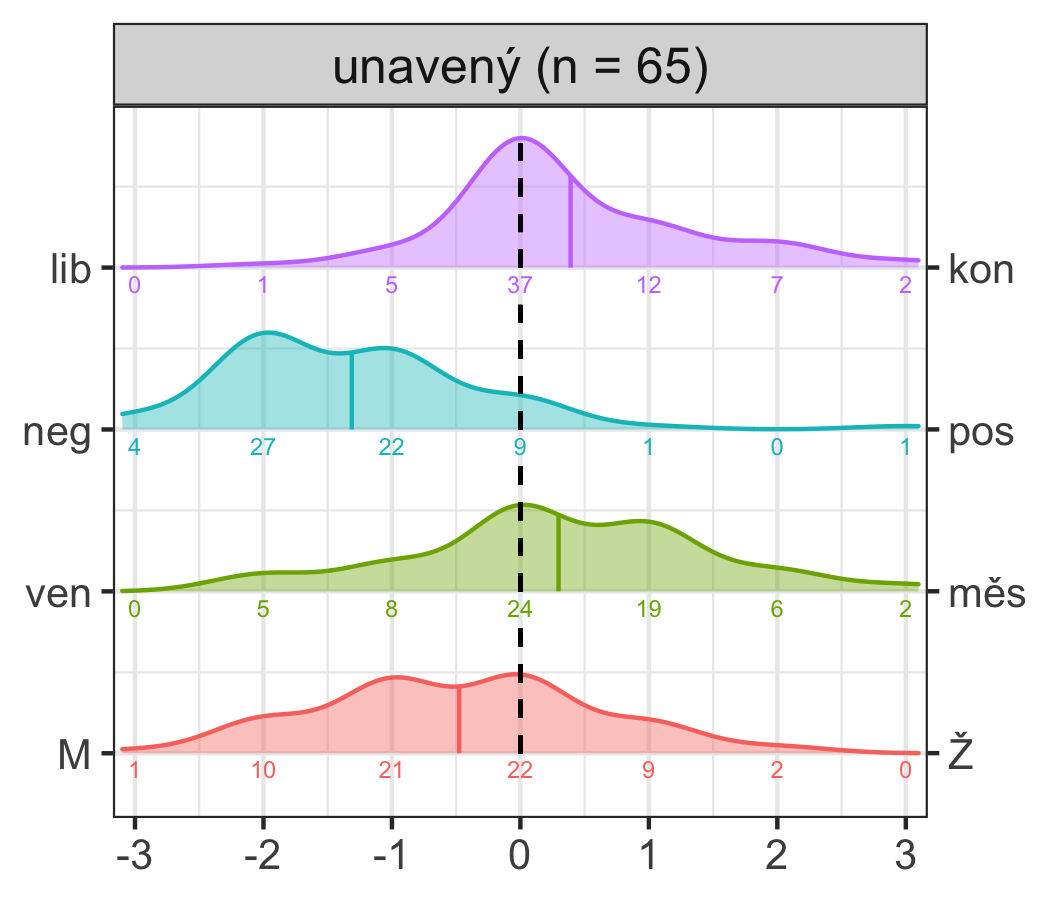 unavený (n = 65)
lib kon
0 1 5 37 12 7 2
neg pos
4 27 22 9 1 0 1
ven měs
0 5 8 24 19 6 2
M Ž
1 10 21 22 9 2 0
-3 -2 -1 0 1 2 3